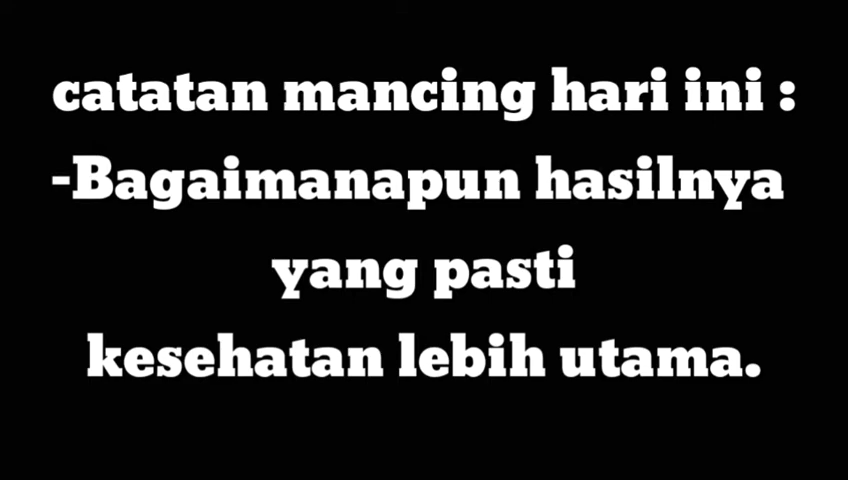 catatan mancing hari ini :
-Bagaimanapun hasilnya
yang pasti
kesehatan lebih utama.